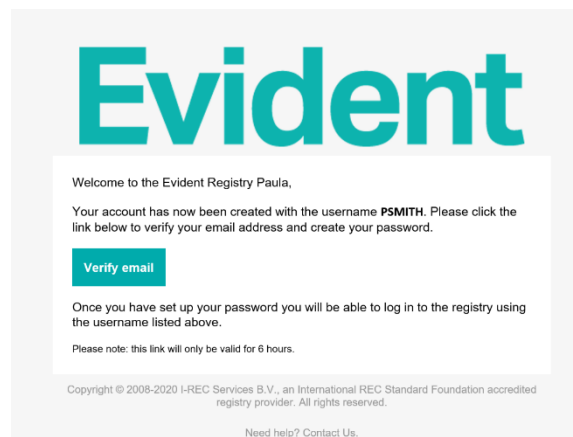 Evident
Welcome to the Evident Registry Paula,
Your account has now been created with the username PSMITH. Please click the
link below to verify your email address and create your password.
Verify email
Once you have set up your password you will be able to log in to the registry using
the username listed above.
Please note: this link will only be valid for 6 hours.
Copyright © 2008-2020 I-REC Services B.V., an International REC Standard Foundation accredited
registry provider. All rights reserved.
Need help? Contact Us.